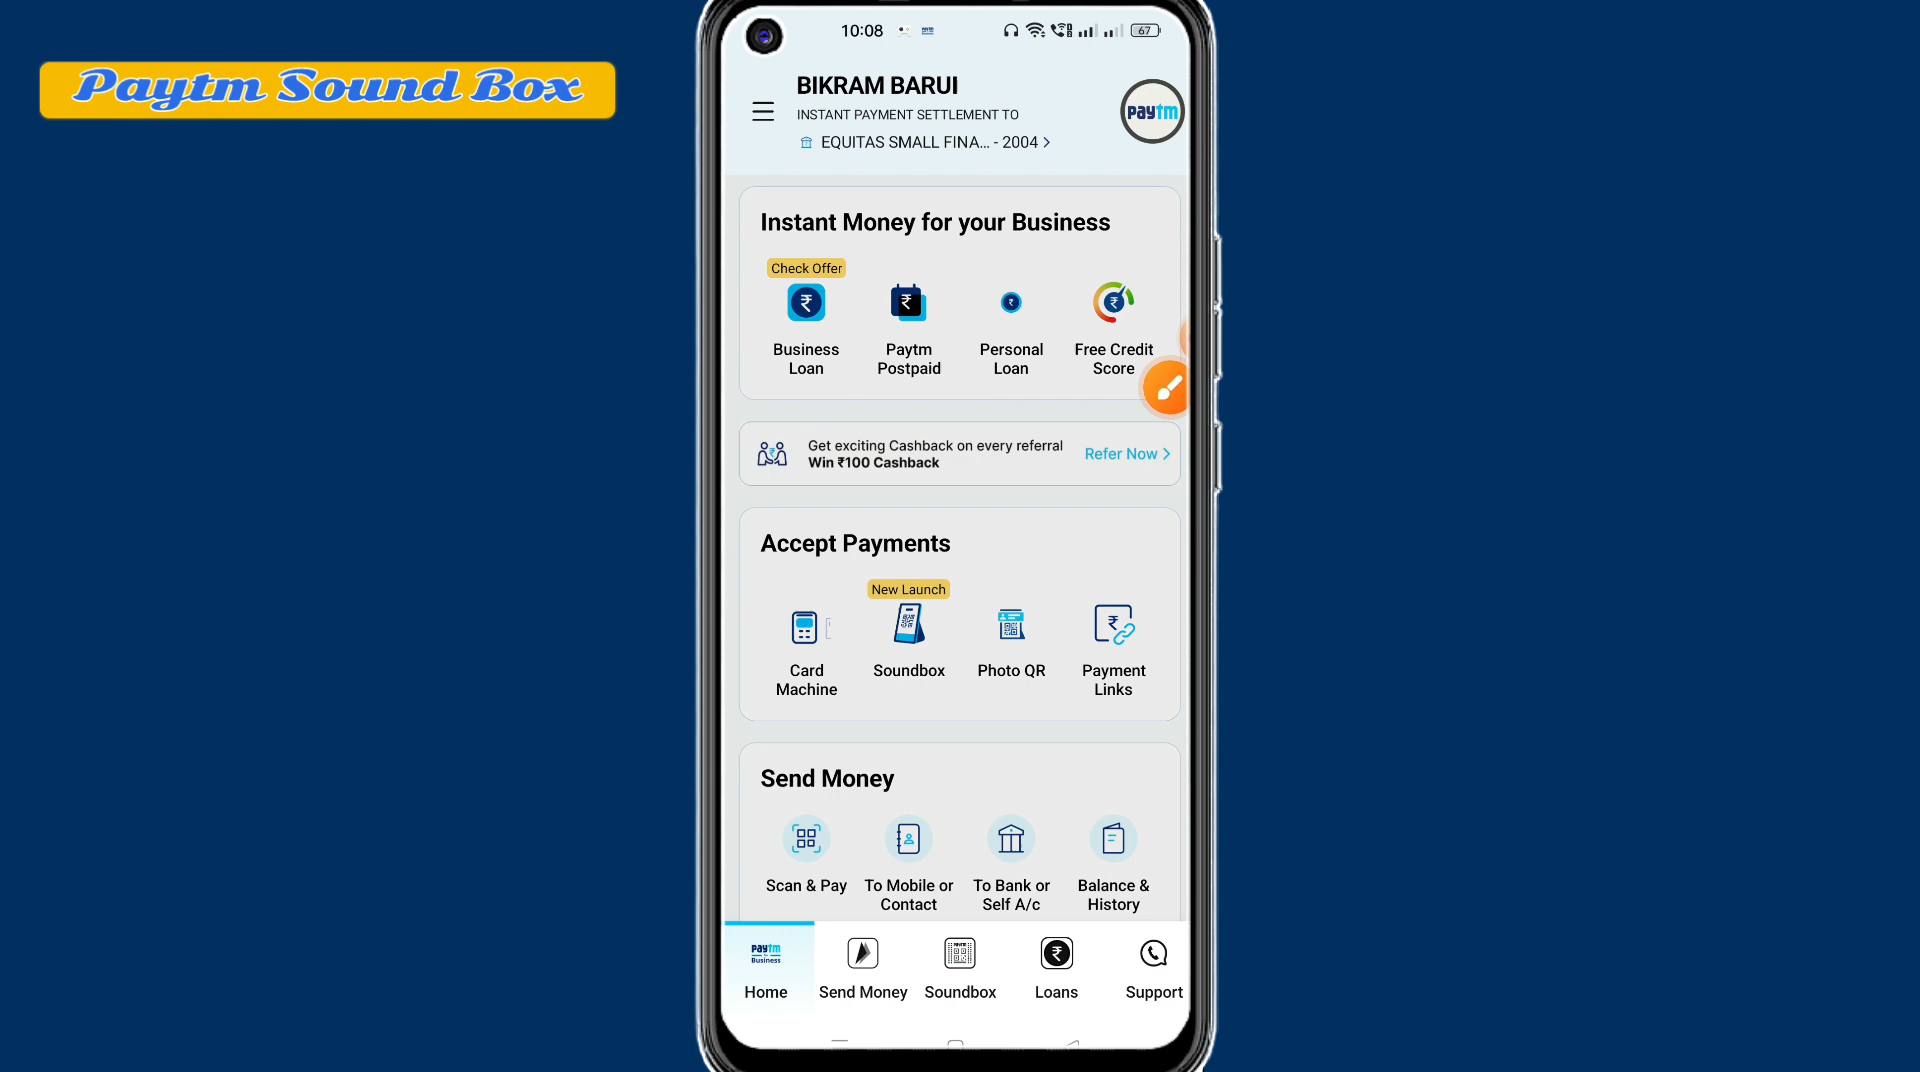 Paytm Sound Box
10:08
67
BIKRAM BARUI
INSTANT PAYMENT SETTLEMENT TO
EQUITAS SMALL FINA... - 2004 >
paytm
Instant Money for your Business
Check Offer
Business Loan
Paytm Postpaid
Personal Loan
Free Credit Score
Get exciting Cashback on every referral
Win ₹100 Cashback
Refer Now >
Accept Payments
New Launch
Card Machine
Soundbox
Photo QR
Payment Links
Send Money
Scan & Pay
To Mobile or Contact
To Bank or Self A/c
Balance & History
paytm
Business
Home
Send Money
Soundbox
Loans
Support